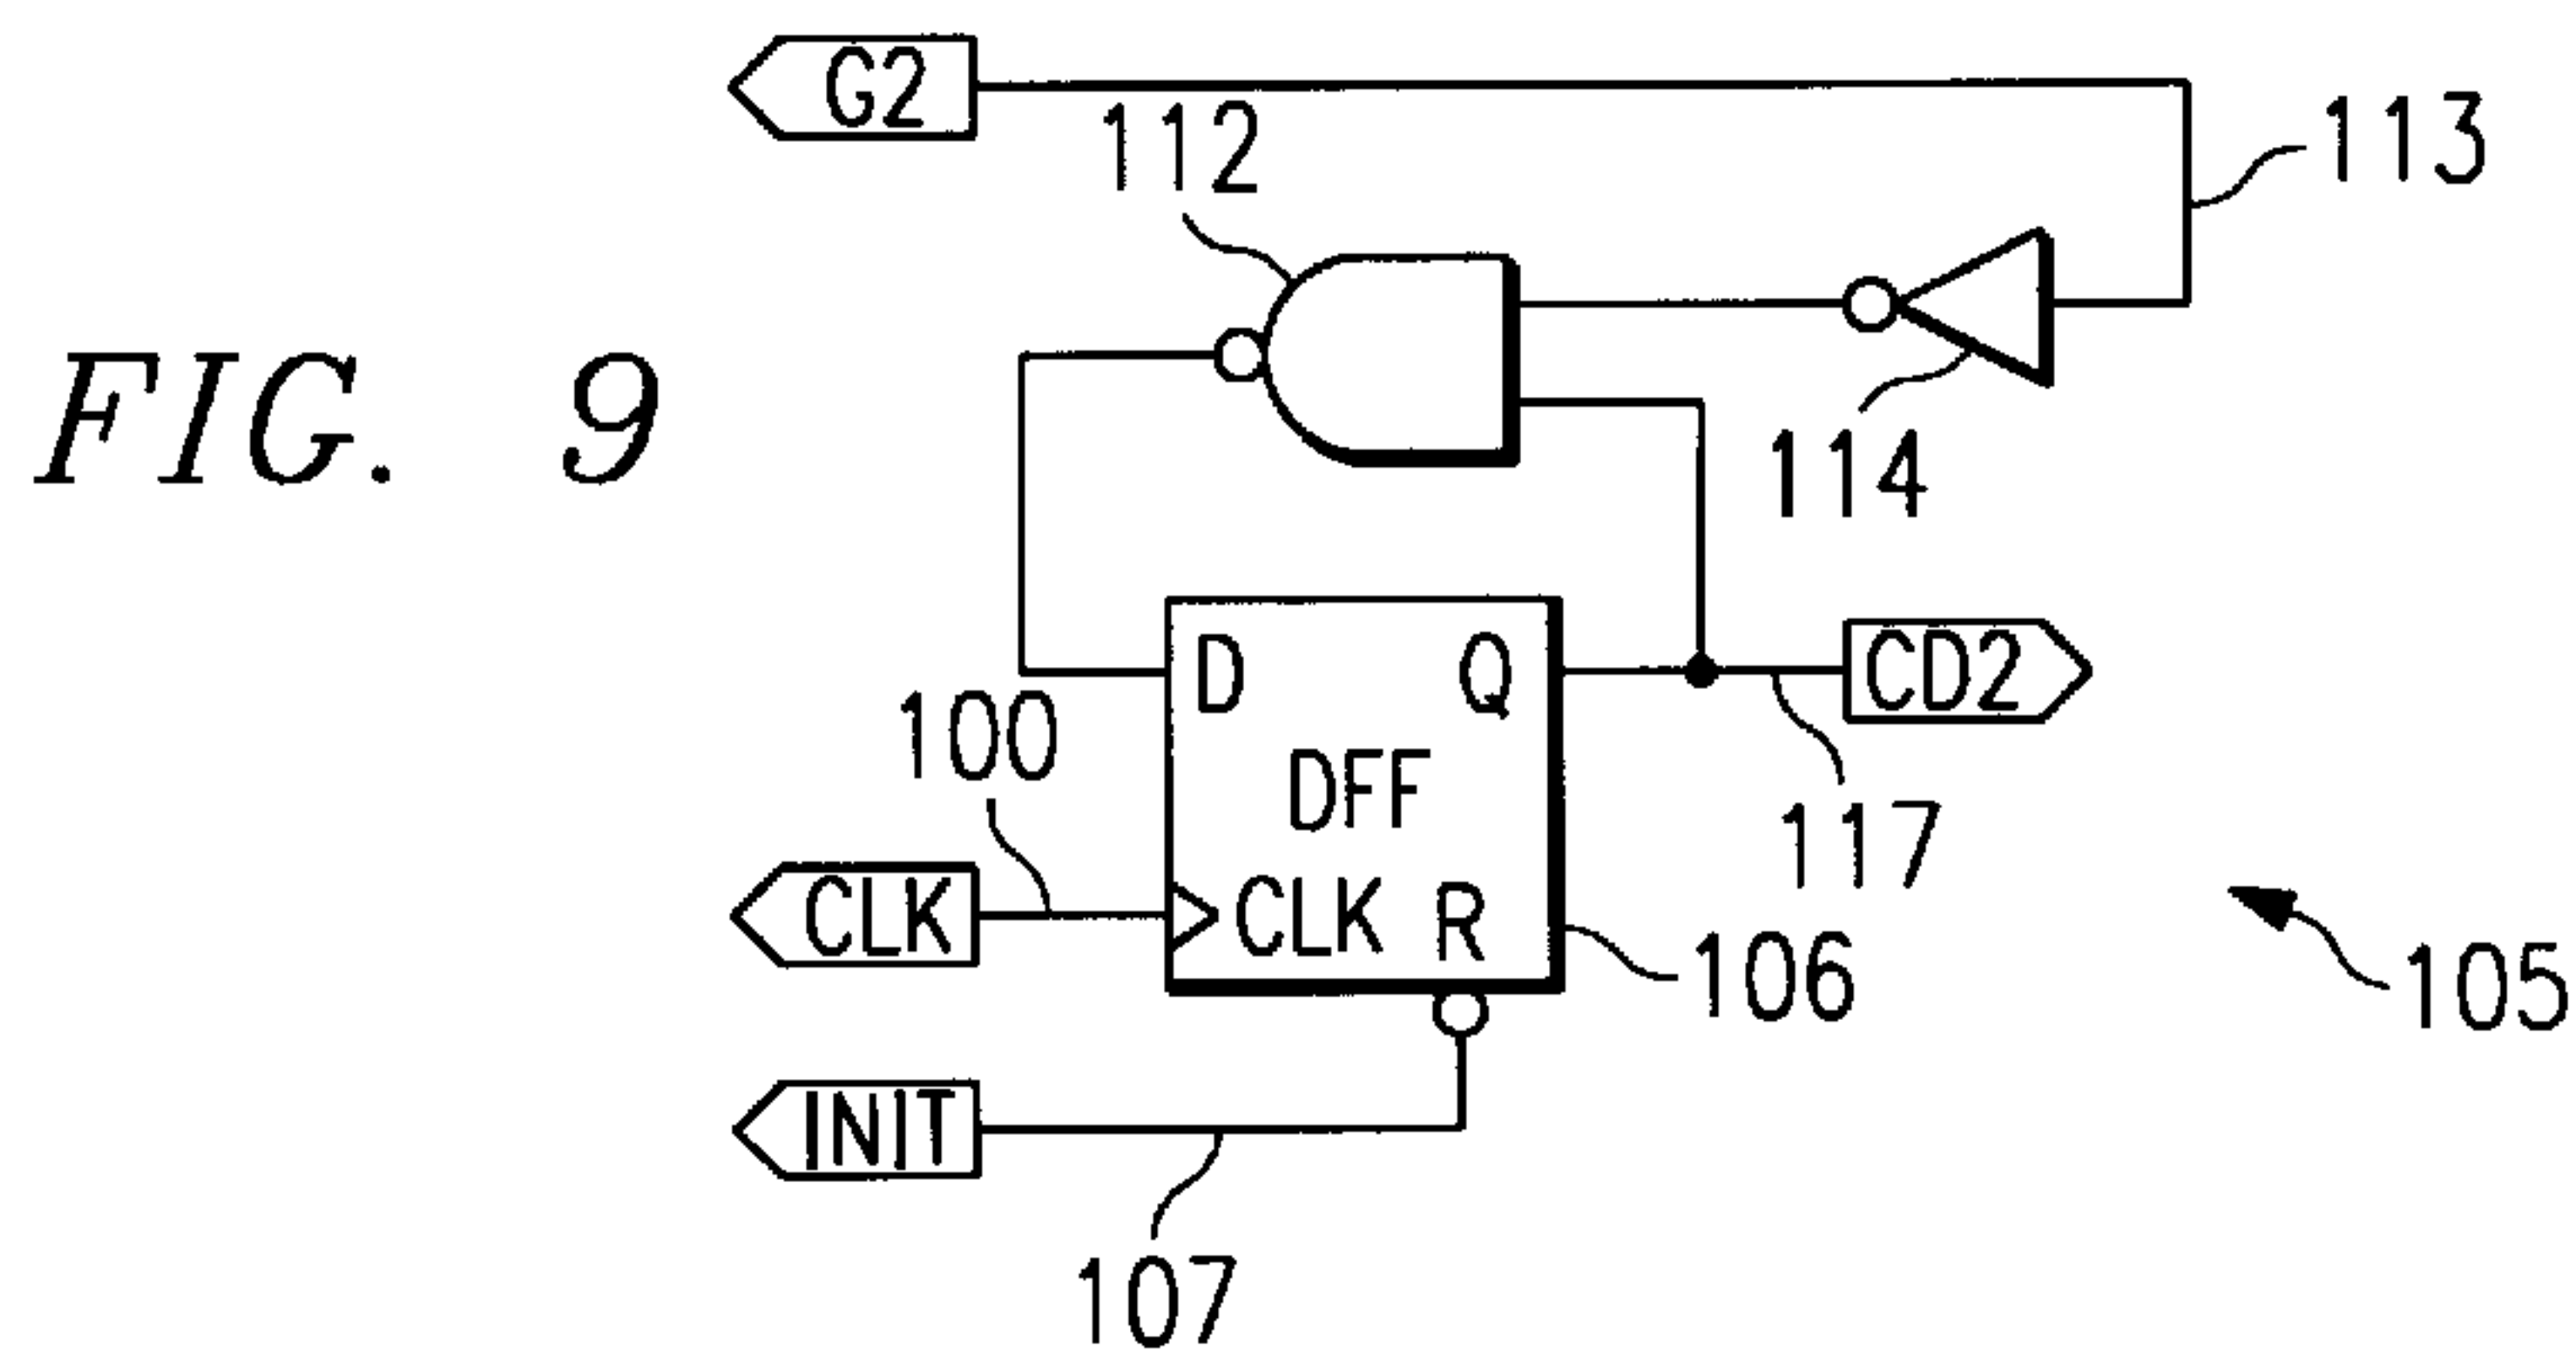 G2
112
113
FIG. 9
114
D
Q
CD2
100
DFF
117
CLK
CLK
R
106
105
INIT
107